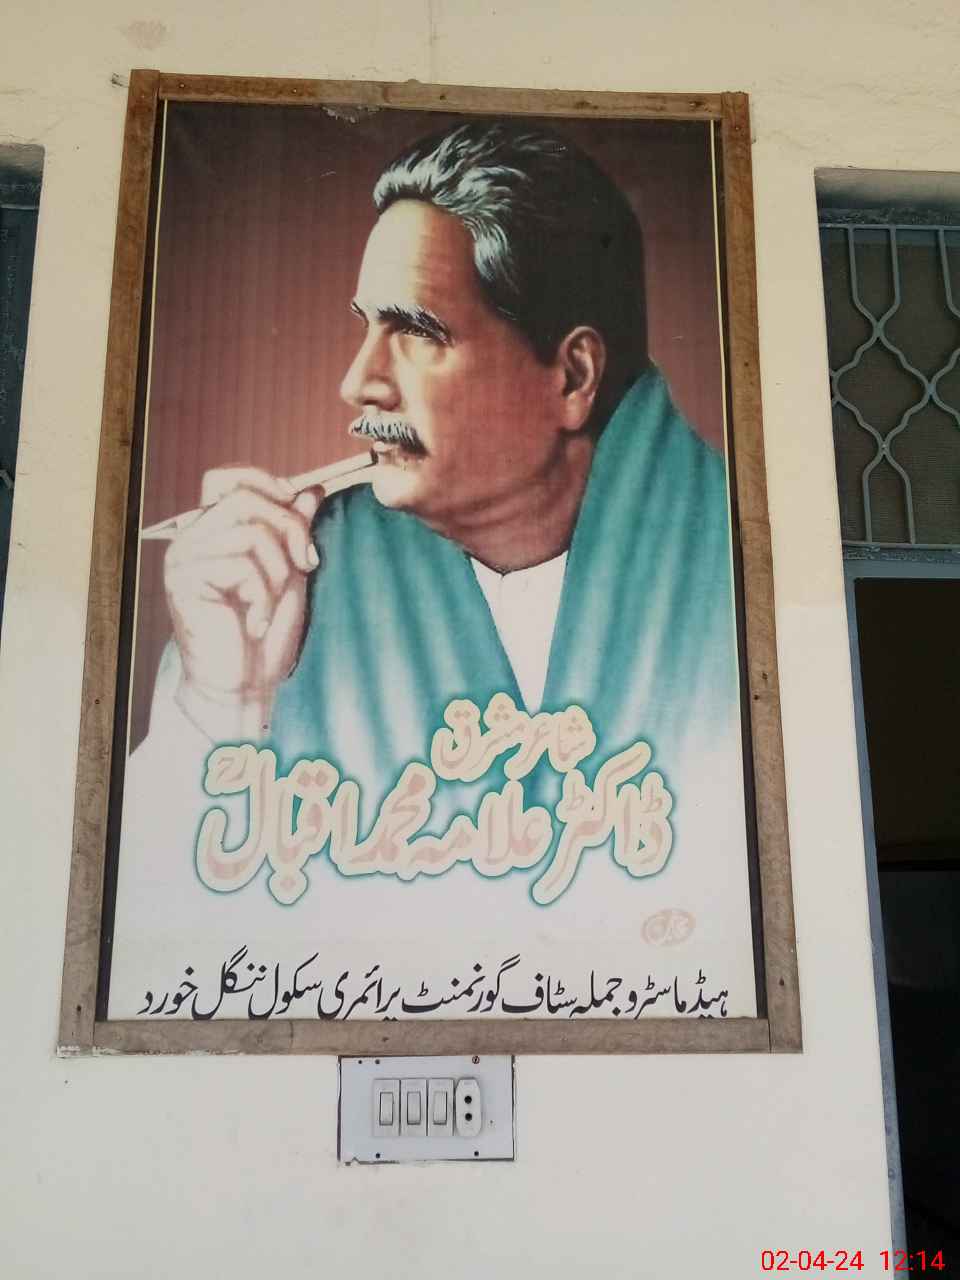 شاعر مشرق
ڈاکٹر علامہ محمد اقبالؒ
ہیڈ ماسٹر و جملہ سٹاف گورنمنٹ پرائمری سکول ننگل خورد
02-04-24 12:14